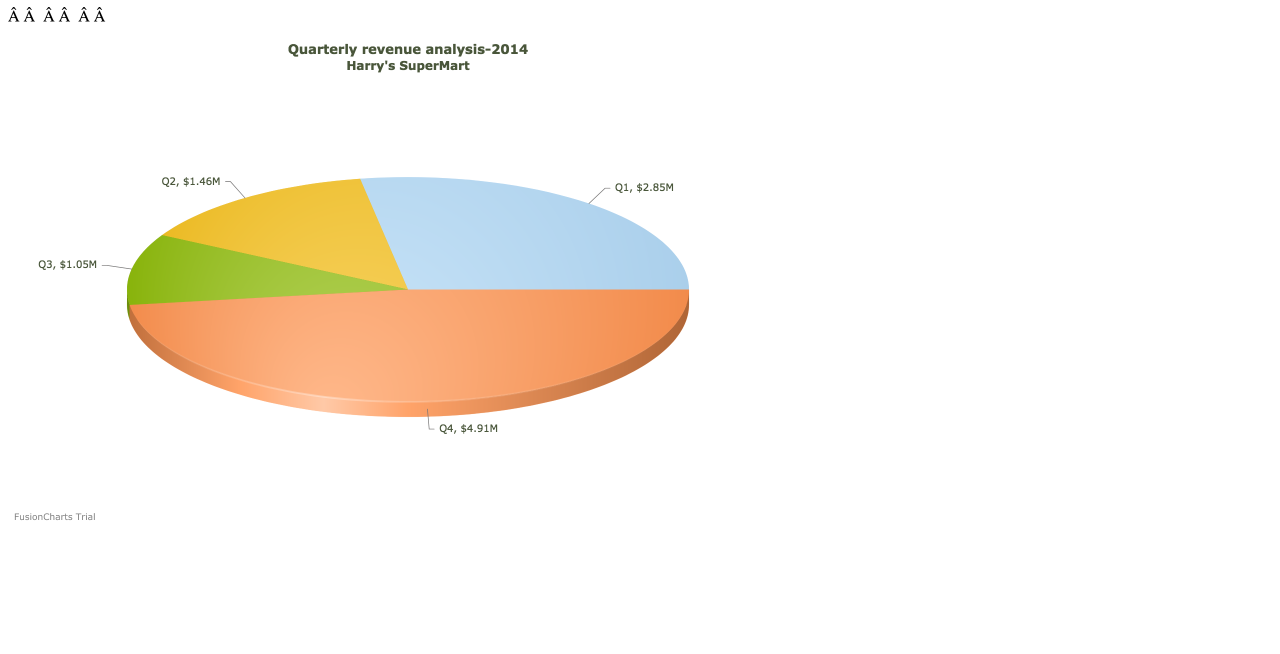 Â Â  Â Â  Â Â
Quarterly revenue analysis-2014
Harry's SuperMart
Q2, $1.46M
Q1, $2.85M
Q3, $1.05M
Q4, $4.91M
FusionCharts Trial